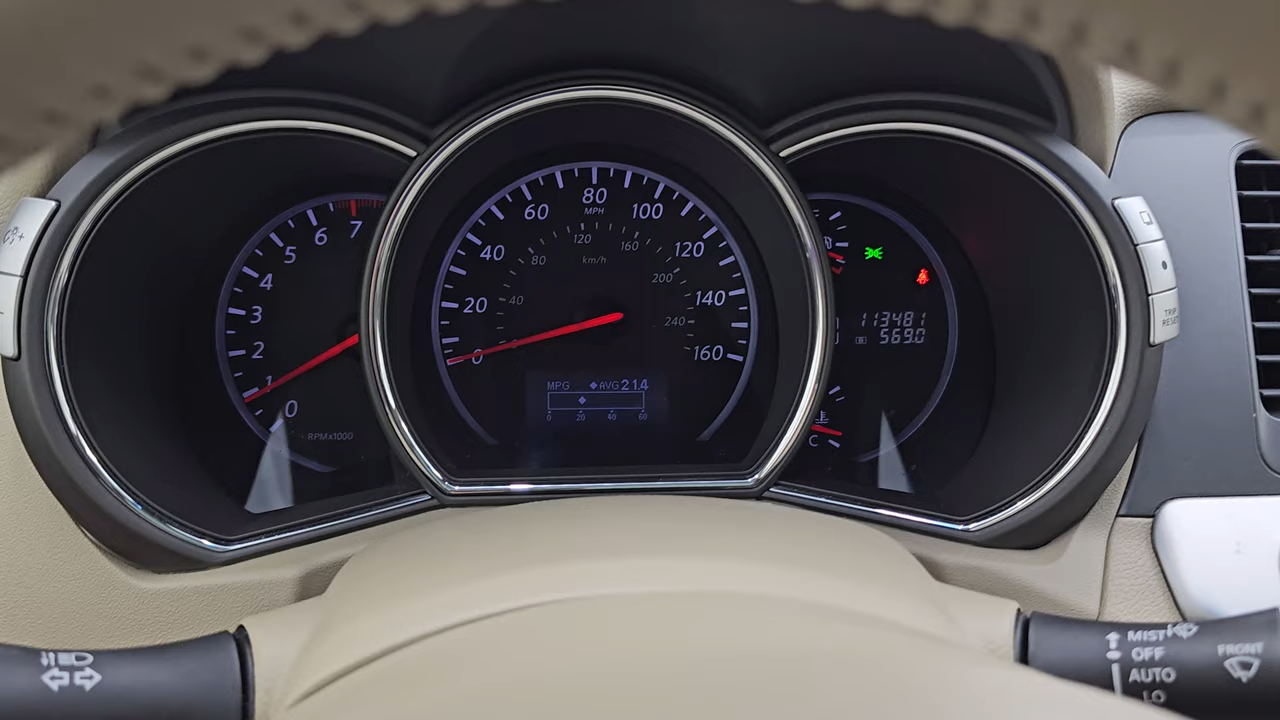 80
MPH
60
100
40
120
20
140
0
160
120
160
km/h
80
200
40
240
7
6
5
4
3
2
1
0
RPMx1000
MPG AVG 21.4
0 20 40 60
113481
569.0
C
TRIP
RESET
MIST
OFF
AUTO
LO
FRONT